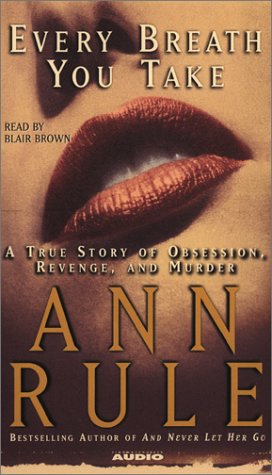 EVERY BREATH
YOU TAKE
READ BY
BLAIR BROWN
A TRUE STORY OF OBSESSION,
REVENGE, AND MURDER
ANN
RULE
BESTSELLING AUTHOR OF AND NEVER LET HER GO
AUDIO